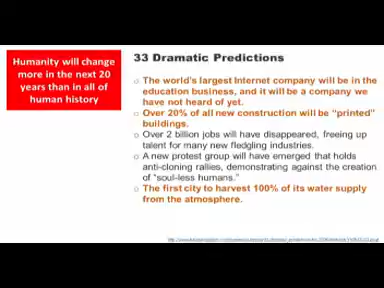 Humanity will change
more in the next 20
years than in all of
human history
33 Dramatic Predictions
The world's largest Internet company will be in the
education business, and it will be a company we
have not heard of yet.
Over 20% of all new construction will be "printed"
buildings.
Over 2 billion jobs will have disappeared, freeing up
talent for many new fledgling industries.
A new protest group will have emerged that holds
anti-cloning rallies, demonstrating against the creation
of "soul-less humans."
The first city to harvest 100% of its water supply
from the atmosphere.